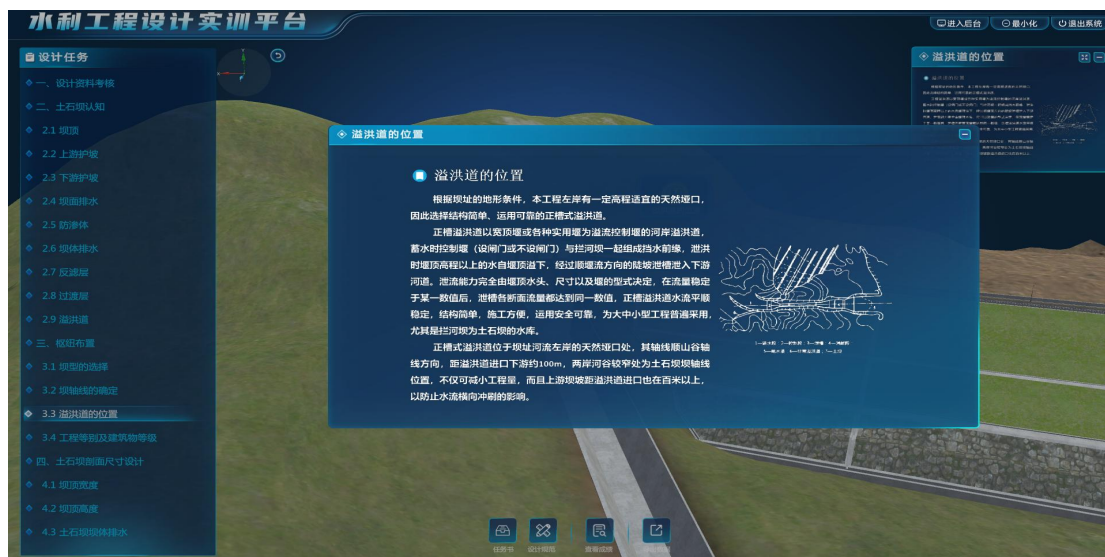 水利工程设计实训平台
进入后台
最小化
退出系统
设计任务
一、设计资料考核
二、土石坝认知
2.1 坝顶
2.2 上游护坡
2.3 下游护坡
2.4 坝面排水
2.5 防渗体
2.6 坝体排水
2.7 反滤层
2.8 过渡层
2.9 溢洪道
三、枢纽布置
3.1 坝型的选择
3.2 坝轴线的确定
3.3 溢洪道的位置
3.4 工程等别及建筑物等级
四、土石坝剖面尺寸设计
4.1 坝顶宽度
4.2 坝顶高度
4.3 土石坝坝体排水
溢洪道的位置
溢洪道的位置
根据坝址的地形条件，本工程左岸有一定高程适宜的天然垭口，
因此选择结构简单、运用可靠的正槽式溢洪道。
正槽溢洪道以宽顶堰或各种实用堰为溢流控制堰的河岸溢洪道，
蓄水时控制堰（设闸门或不设闸门）与拦河坝一起组成挡水前缘，泄洪
时堰顶高程以上的水自堰顶溢下，经过顺堰流方向的陡坡泄槽泄入下游
河道。泄流能力完全由堰顶水头、尺寸以及堰的型式决定，在流量稳定
于某一数值后，泄槽各断面流量都达到同一数值，正槽溢洪道水流平顺
稳定，结构简单，施工方便，运用安全可靠，为大中小型工程普遍采用，
尤其是拦河坝为土石坝的水库。
正槽式溢洪道位于坝址河流左岸的天然垭口处，其轴线顺山谷轴
线方向，距溢洪道进口下游约100m，两岸河谷较窄处为土石坝坝轴线
位置，不仅可减小工程量，而且上游坝坡距溢洪道进口也在百米以上，
以防止水流横向冲刷的影响。
溢洪道的位置
溢洪道的位置
任务书
设计规范
查看成绩